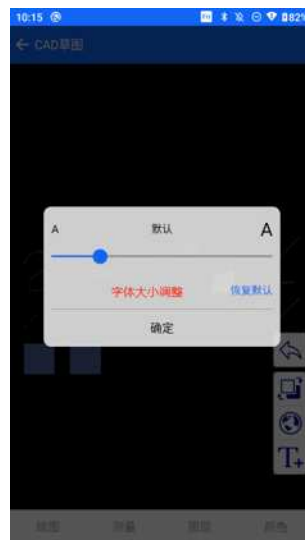 10:15 82%
← CAD草图
A 默认 A
字体大小调整 恢复默认
确定
T+
绘图 测量 图层 颜色